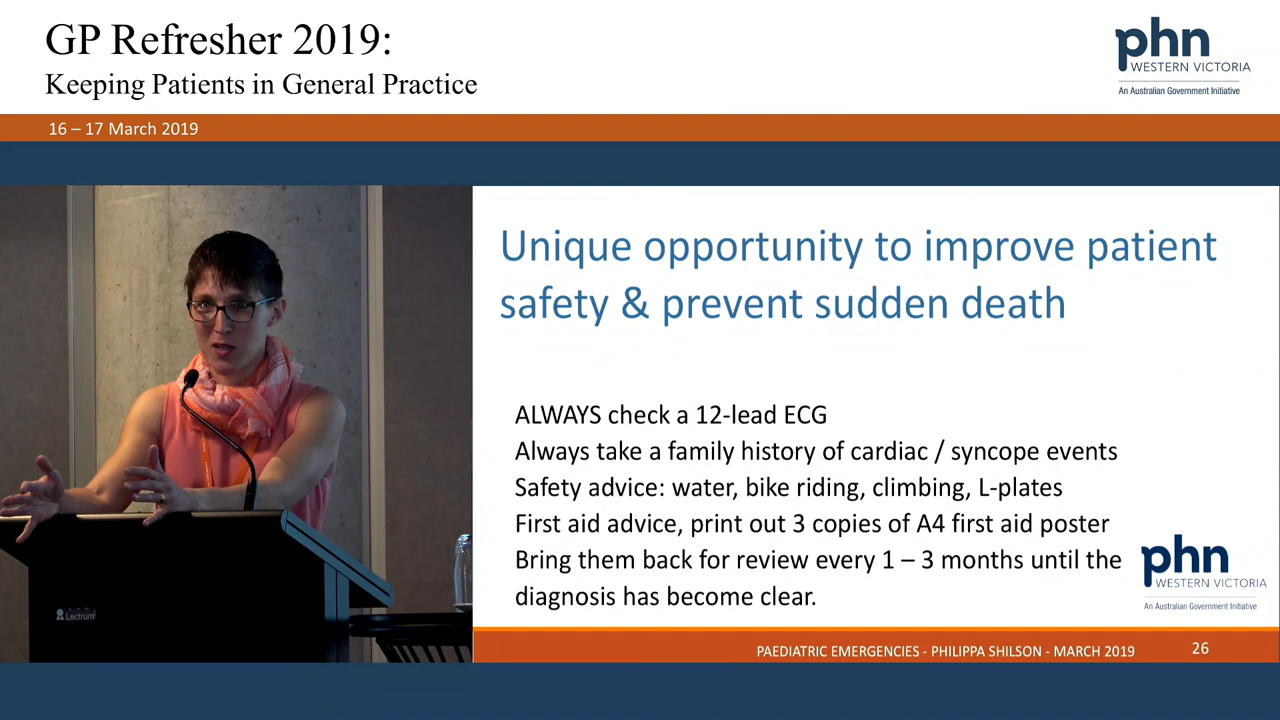 GP Refresher 2019:
Keeping Patients in General Practice
phn
WESTERN VICTORIA
An Australian Government Initiative
16 – 17 March 2019
Unique opportunity to improve patient
safety & prevent sudden death
ALWAYS check a 12-lead ECG
Always take a family history of cardiac / syncope events
Safety advice: water, bike riding, climbing, L-plates
First aid advice, print out 3 copies of A4 first aid poster
Bring them back for review every 1 – 3 months until the
diagnosis has become clear.
phn
WESTERN VICTORIA
An Australian Government Initiative
PAEDIATRIC EMERGENCIES - PHILIPPA SHILSON - MARCH 2019
26
Lectrum